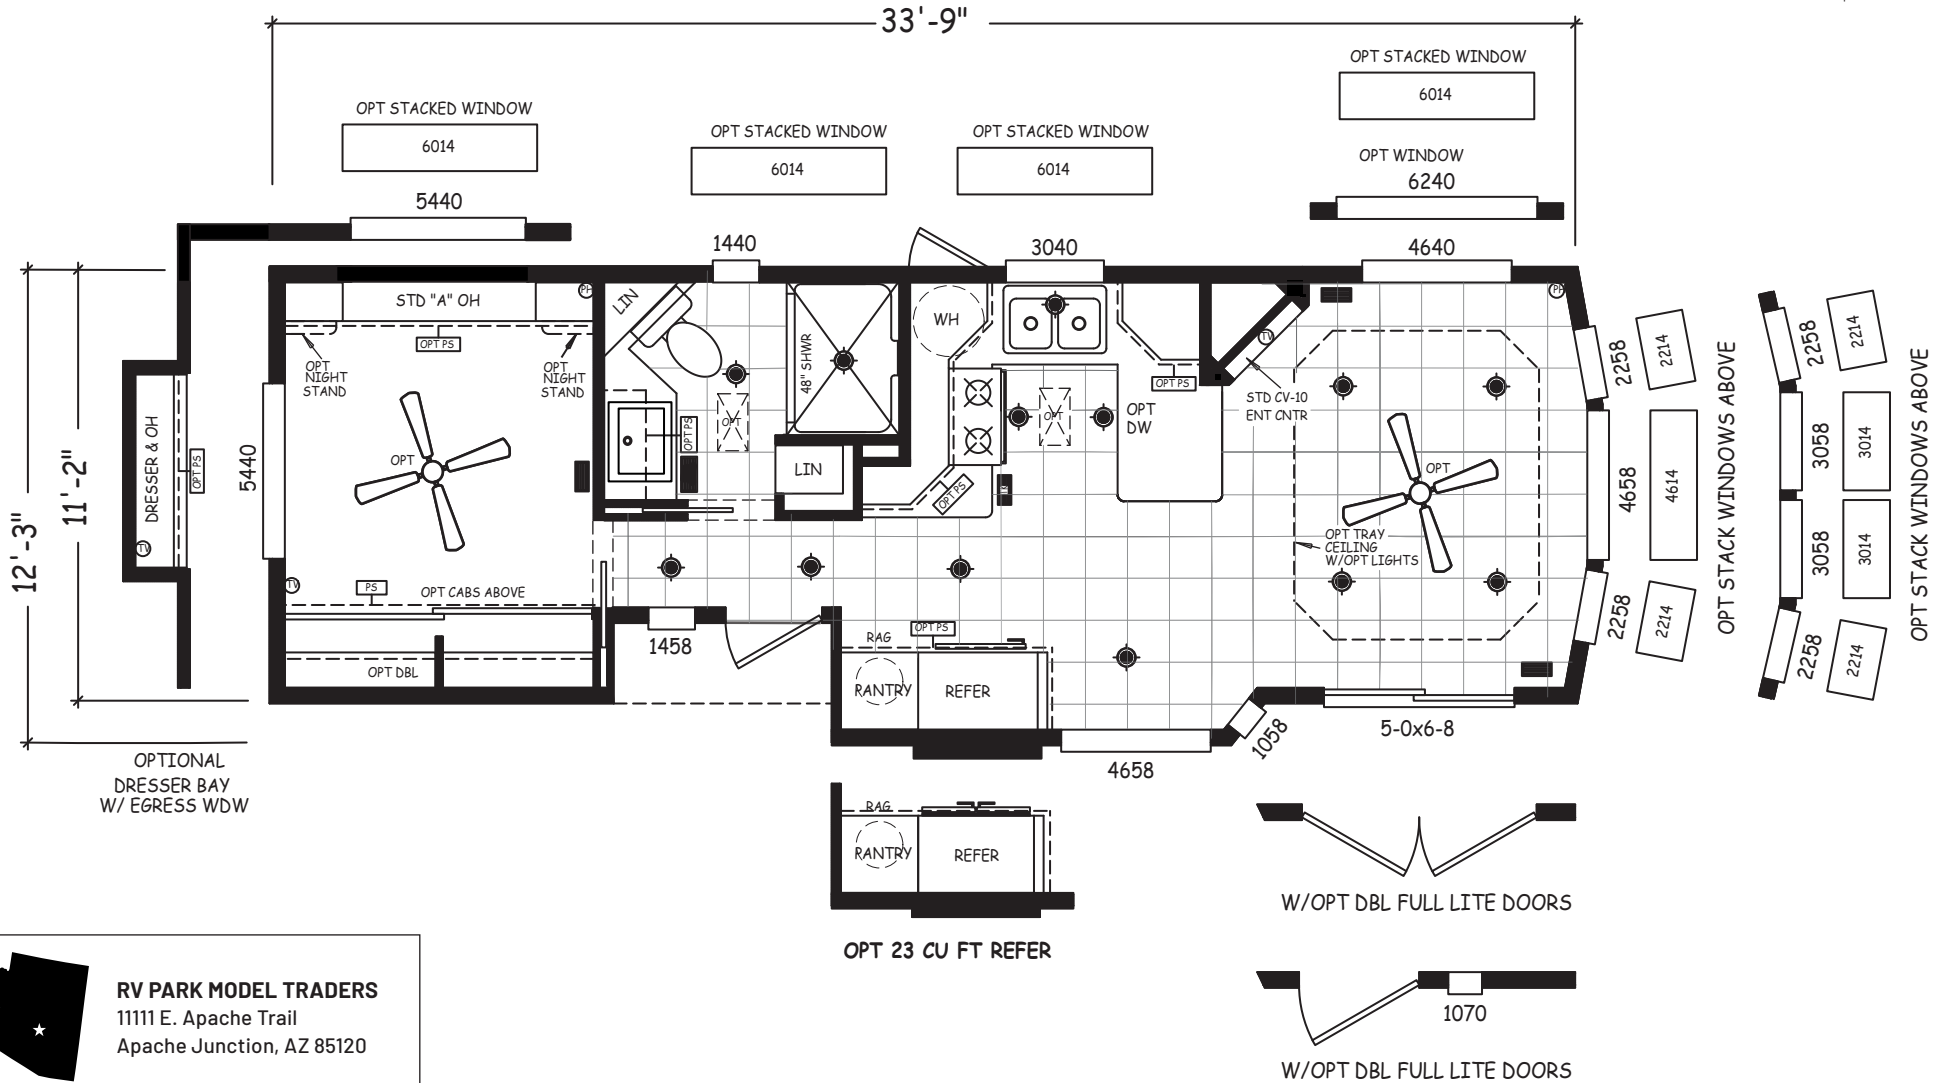 33'-9"
OPT STACKED WINDOW
6014
OPT STACKED WINDOW
6014
OPT STACKED WINDOW
6014
OPT STACKED WINDOW
6014
OPT WINDOW
6240
5440
1440
3040
4640
12'-3"
11'-2"
DRESSER & OH
OPT PS
TV
5440
STD "A" OH
PH
OPT PS
OPT
NIGHT
STAND
OPT
NIGHT
STAND
OPT
TV
PS
OPT CABS ABOVE
OPT DBL
LIN
48" SHWR
OPT
OPT PS
LIN
WH
OPT PS
OPT
OPT
DW
OPT PS
TV
STD CV-10
ENT CNTR
PH
OPT
OPT TRAY
CEILING
W/OPT LIGHTS
2258
2214
4658
4614
2258
2214
OPT STACK WINDOWS ABOVE
2258
2214
3058
3014
3058
3014
2258
2214
OPT STACK WINDOWS ABOVE
1458
RAG
OPT PS
PANTRY
REFER
4658
1058
5-0x6-8
OPTIONAL
DRESSER BAY
W/ EGRESS WDW
RAG
PANTRY
REFER
OPT 23 CU FT REFER
W/OPT DBL FULL LITE DOORS
1070
W/OPT DBL FULL LITE DOORS
RV PARK MODEL TRADERS
11111 E. Apache Trail
Apache Junction, AZ 85120